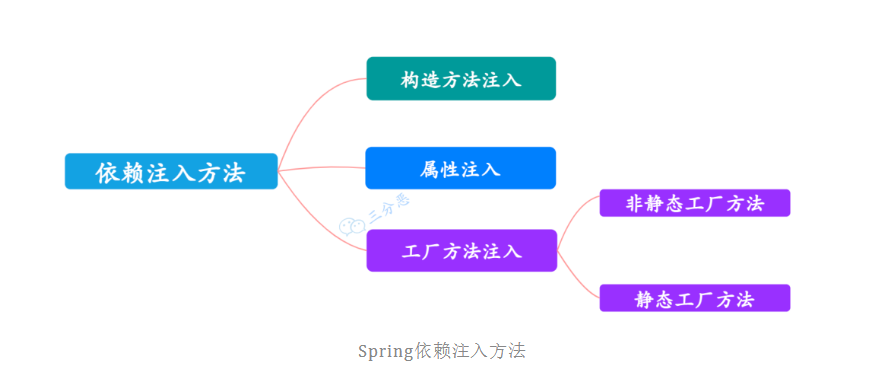 构造方法注入
依赖注入方法
属性注入
三分恶
非静态工厂方法
工厂方法注入
静态工厂方法
Spring依赖注入方法